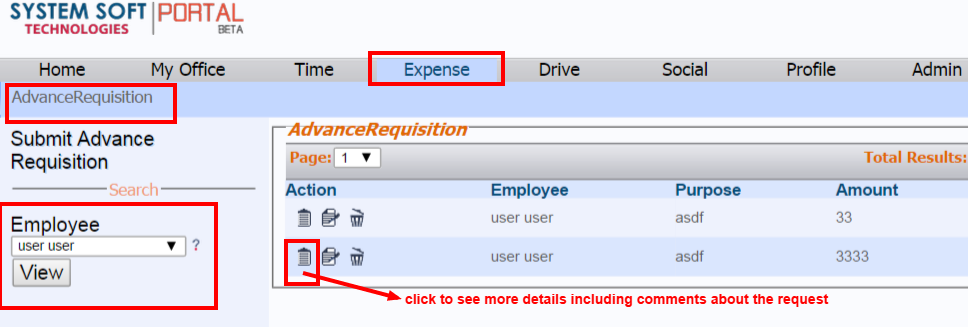 SYSTEM SOFT PORTAL
TECHNOLOGIES BETA
Home My Office Time Expense Drive Social Profile Admin
AdvanceRequisition
Submit Advance
Requisition
Search
Employee
user user ?
View
AdvanceRequisition
Page: 1 Total Results:
Action Employee Purpose Amount
user user asdf 33
user user asdf 3333
click to see more details including comments about the request